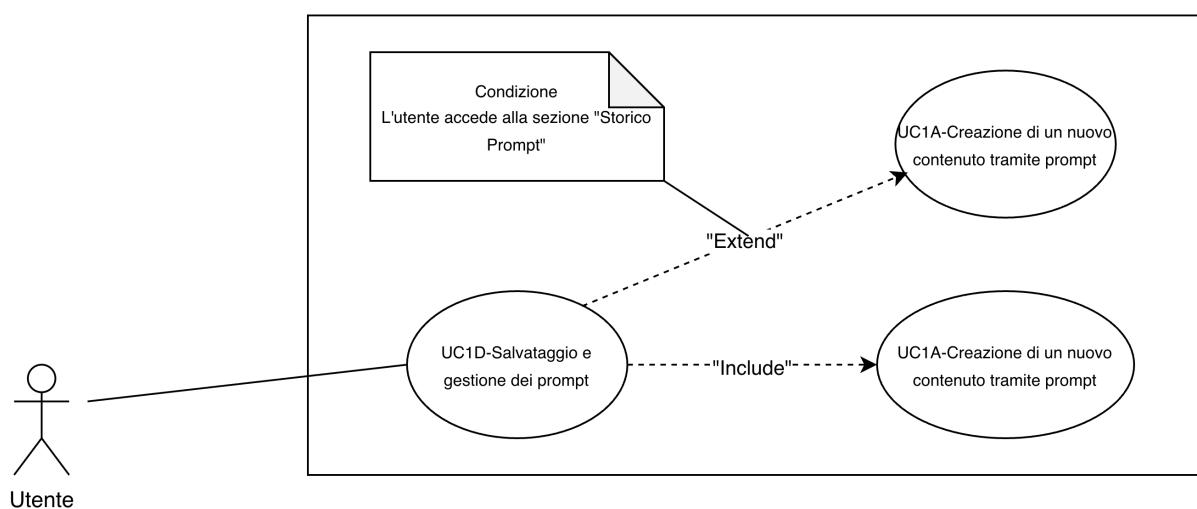 Condizione
L'utente accede alla sezione "Storico
Prompt"
UC1A-Creazione di un nuovo
contenuto tramite prompt
"Extend"
UC1D-Salvataggio e
gestione dei prompt
"Include"
UC1A-Creazione di un nuovo
contenuto tramite prompt
Utente